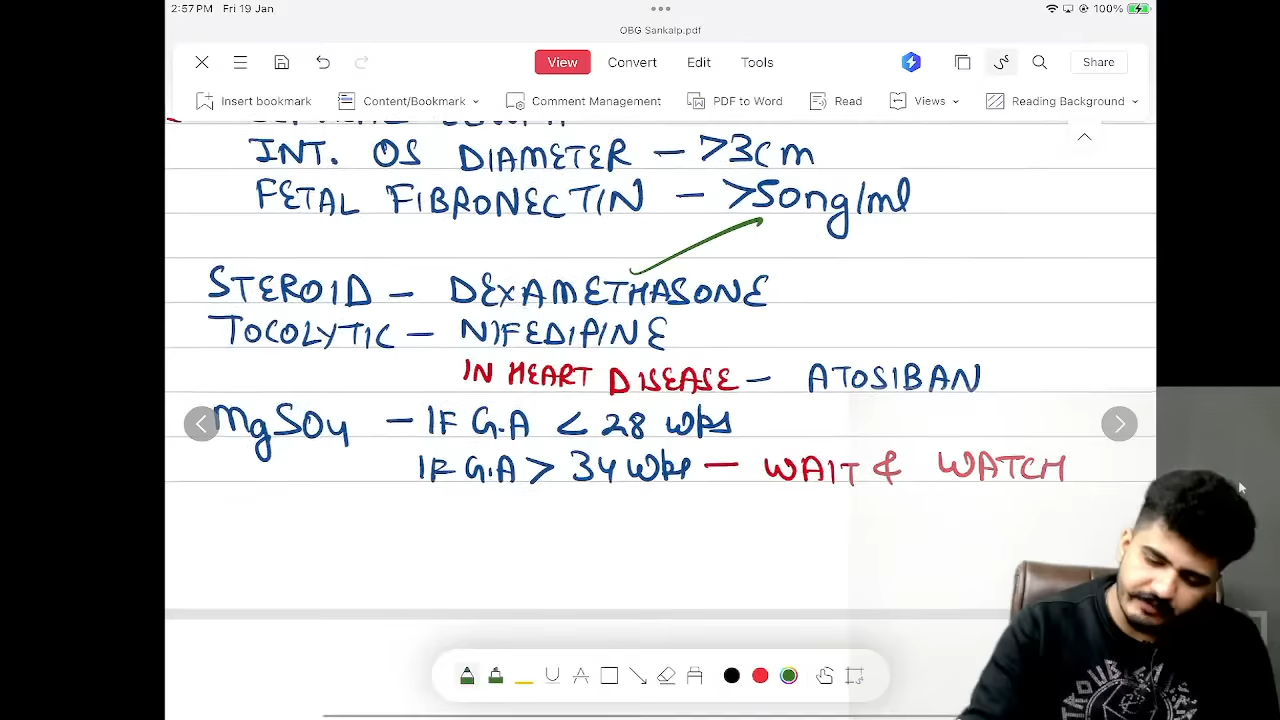 2:57 PM Fri 19 Jan
100%
OBG Sankalp.pdf
View Convert Edit Tools Share
Insert bookmark Content/Bookmark Comment Management PDF to Word Read Views Reading Background
INT. OS DIAMETER - >3cm
FETAL FIBRONECTIN - >50ng/ml
STEROID - DEXAMETHASONE
TOCOLYTIC - NIFEDIPINE
IN HEART DISEASE - ATOSIBAN
MgSO4 - IF G.A < 28 wks
IF G.A > 34 wks - WAIT & WATCH